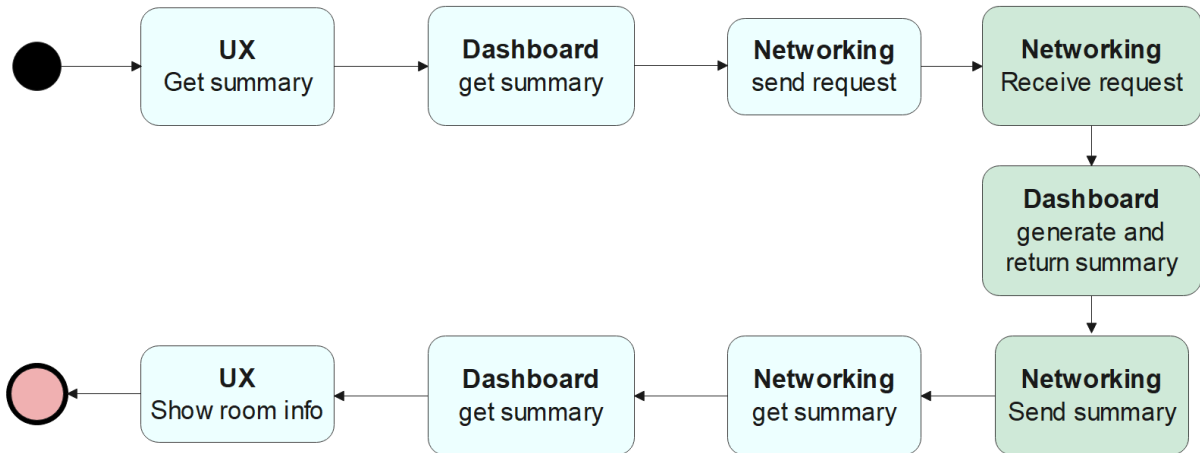 UX
Get summary
Dashboard
get summary
Networking
send request
Networking
Receive request
Dashboard
generate and
return summary
UX
Show room info
Dashboard
get summary
Networking
get summary
Networking
Send summary